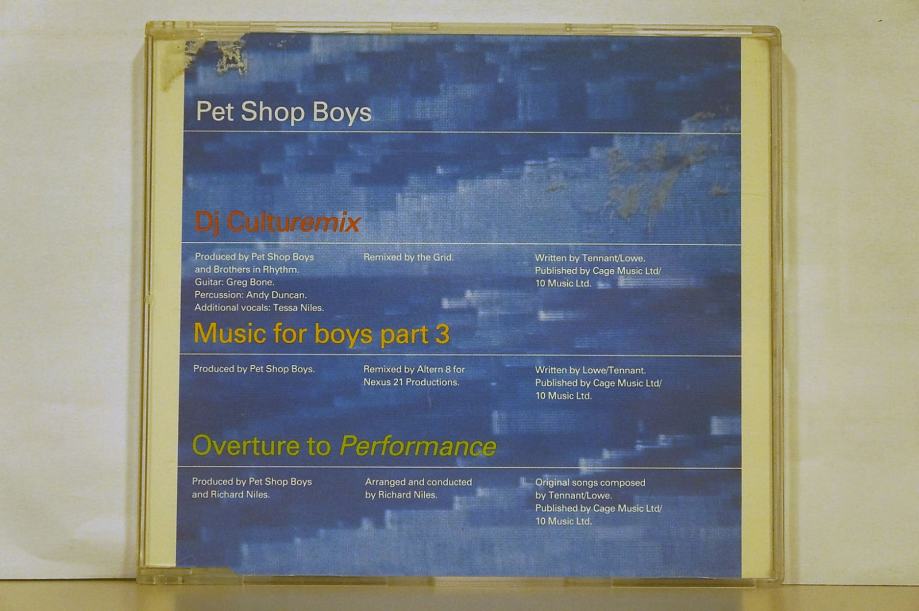 Pet Shop Boys
Dj Culturemix
Produced by Pet Shop Boys
and Brothers in Rhythm.
Guitar: Greg Bone.
Percussion: Andy Duncan.
Additional vocals: Tessa Niles.
Remixed by the Grid.
Written by Tennant/Lowe.
Published by Cage Music Ltd/
10 Music Ltd.
Music for boys part 3
Produced by Pet Shop Boys.
Remixed by Altern 8 for
Nexus 21 Productions.
Written by Lowe/Tennant.
Published by Cage Music Ltd/
10 Music Ltd.
Overture to Performance
Produced by Pet Shop Boys
and Richard Niles.
Arranged and conducted
by Richard Niles.
Original songs composed
by Tennant/Lowe.
Published by Cage Music Ltd/
10 Music Ltd.